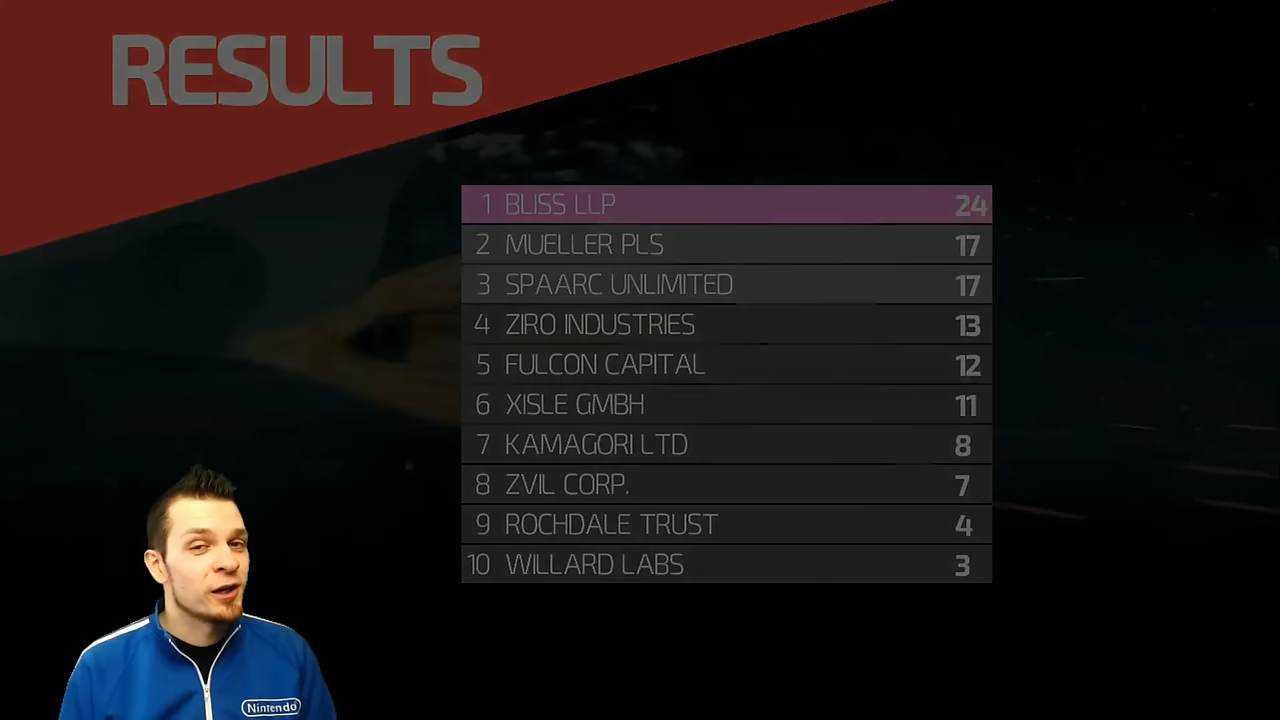 RESULTS
1 BLISS LLP 24
2 MUELLER PLS 17
3 SPAARC UNLIMITED 17
4 ZIRO INDUSTRIES 13
5 FULCON CAPITAL 12
6 XISLE GMBH 11
7 KAMAGORI LTD 8
8 ZVIL CORP. 7
9 ROCHDALE TRUST 4
10 WILLARD LABS 3
Nintendo